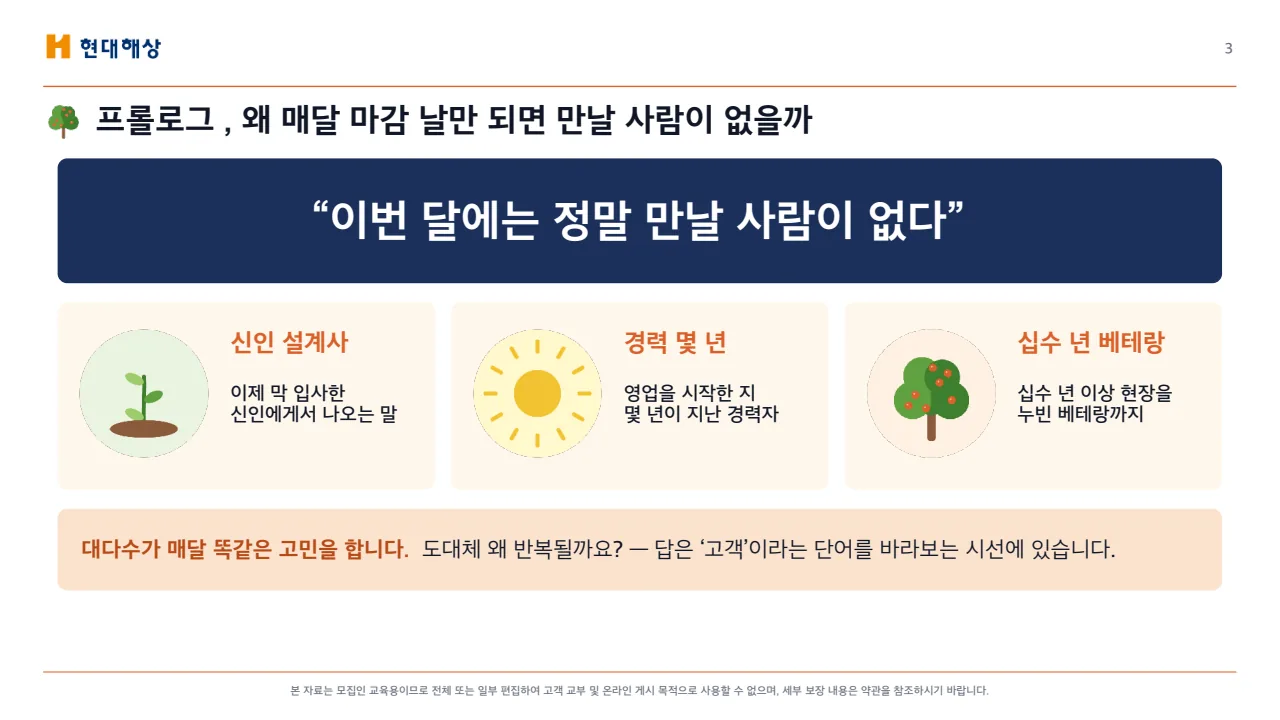 현대해상
3
프롤로그 , 왜 매달 마감 날만 되면 만날 사람이 없을까
“이번 달에는 정말 만날 사람이 없다”
신인 설계사
이제 막 입사한
신인에게서 나오는 말
경력 몇 년
영업을 시작한 지
몇 년이 지난 경력자
십수 년 베테랑
십수 년 이상 현장을
누빈 베테랑까지
대다수가 매달 똑같은 고민을 합니다. 도대체 왜 반복될까요? — 답은 ‘고객’이라는 단어를 바라보는 시선에 있습니다.
본 자료는 모집인 교육용이므로 전체 또는 일부 편집하여 고객 교부 및 온라인 게시 목적으로 사용할 수 없으며, 세부 보장 내용은 약관을 참조하시기 바랍니다.